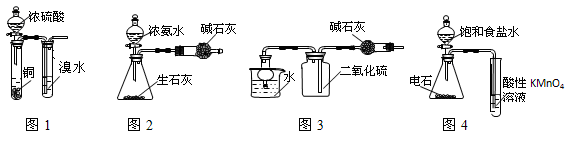 浓硫酸
铜
溴水
图 1
浓氨水
碱石灰
生石灰
图 2
碱石灰
水
二氧化硫
图 3
饱和食盐水
电石
酸性 KMnO4
溶液
图 4